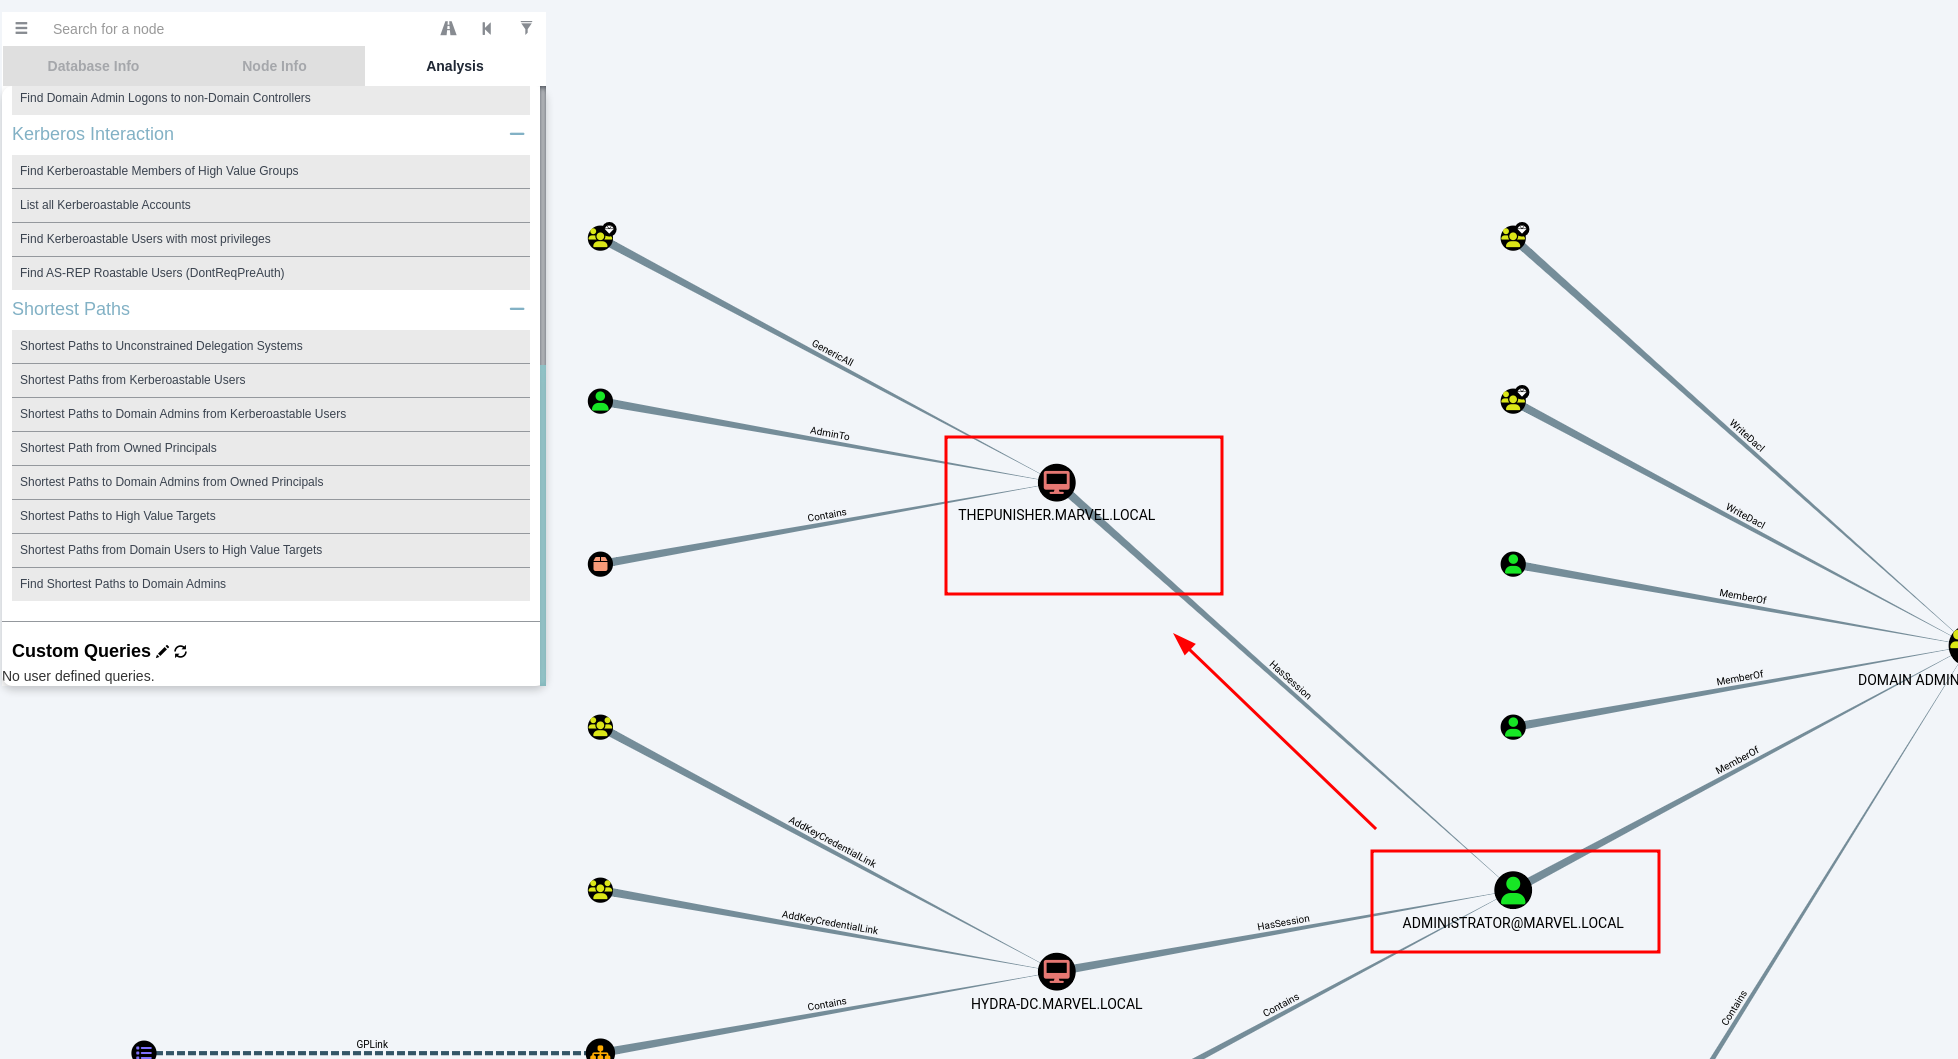 Search for a node
Database Info
Node Info
Analysis
Find Domain Admin Logons to non-Domain Controllers
Kerberos Interaction
Find Kerberoastable Members of High Value Groups
List all Kerberoastable Accounts
Find Kerberoastable Users with most privileges
Find AS-REP Roastable Users (DontReqPreAuth)
Shortest Paths
Shortest Paths to Unconstrained Delegation Systems
Shortest Paths from Kerberoastable Users
Shortest Paths to Domain Admins from Kerberoastable Users
Shortest Path from Owned Principals
Shortest Paths to Domain Admins from Owned Principals
Shortest Paths to High Value Targets
Shortest Paths from Domain Users to High Value Targets
Find Shortest Paths to Domain Admins
Custom Queries
No user defined queries.
GenericAll
AdminTo
Contains
THEPUNISHER.MARVEL.LOCAL
HasSession
WriteDacl
WriteDacl
MemberOf
MemberOf
DOMAIN ADMIN
MemberOf
AddKeyCredentialLink
AddKeyCredentialLink
HasSession
ADMINISTRATOR@MARVEL.LOCAL
Contains
HYDRA-DC.MARVEL.LOCAL
Contains
Contains
GPLink